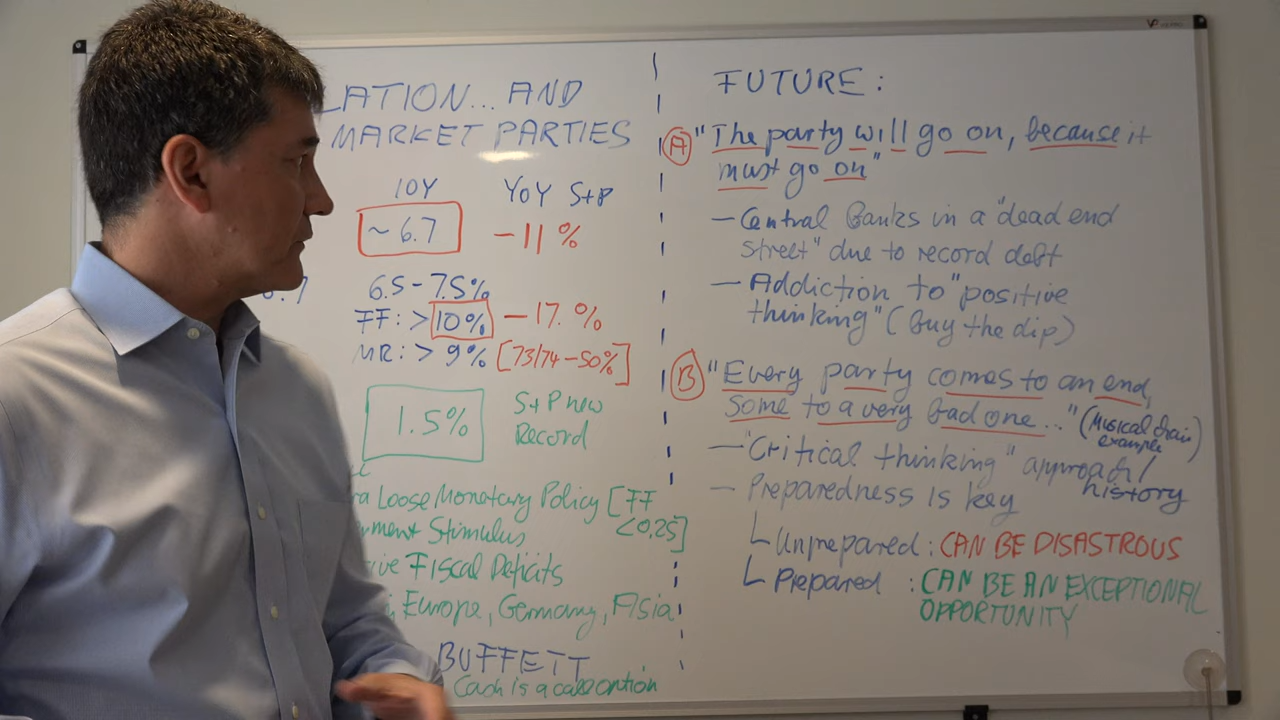 LATION... AND
MARKET PARTIES
10Y YoY S+P
~6.7 -11%
6.5 - 7.5%
FF: > 10% -17.%
MR: > 9% [73/74 -50%]
1.5% S+P new
Record
ra Loose Monetary Policy [FF
<0.25]
rnment Stimulus
sive Fiscal Deficits
Europe, Germany, Asia
BUFFETT
Cash is a call option
FUTURE:
A "The party will go on, because it
must go on"
- Central Banks in a "dead end
street" due to record debt
- Addiction to "positive
thinking" (buy the dip)
B "Every party comes to an end,
some to a very bad one..." (Musical chair
example)
- "Critical thinking" approach/
history
- Preparedness is key
Unprepared: CAN BE DISASTROUS
Prepared: CAN BE AN EXCEPTIONAL
OPPORTUNITY